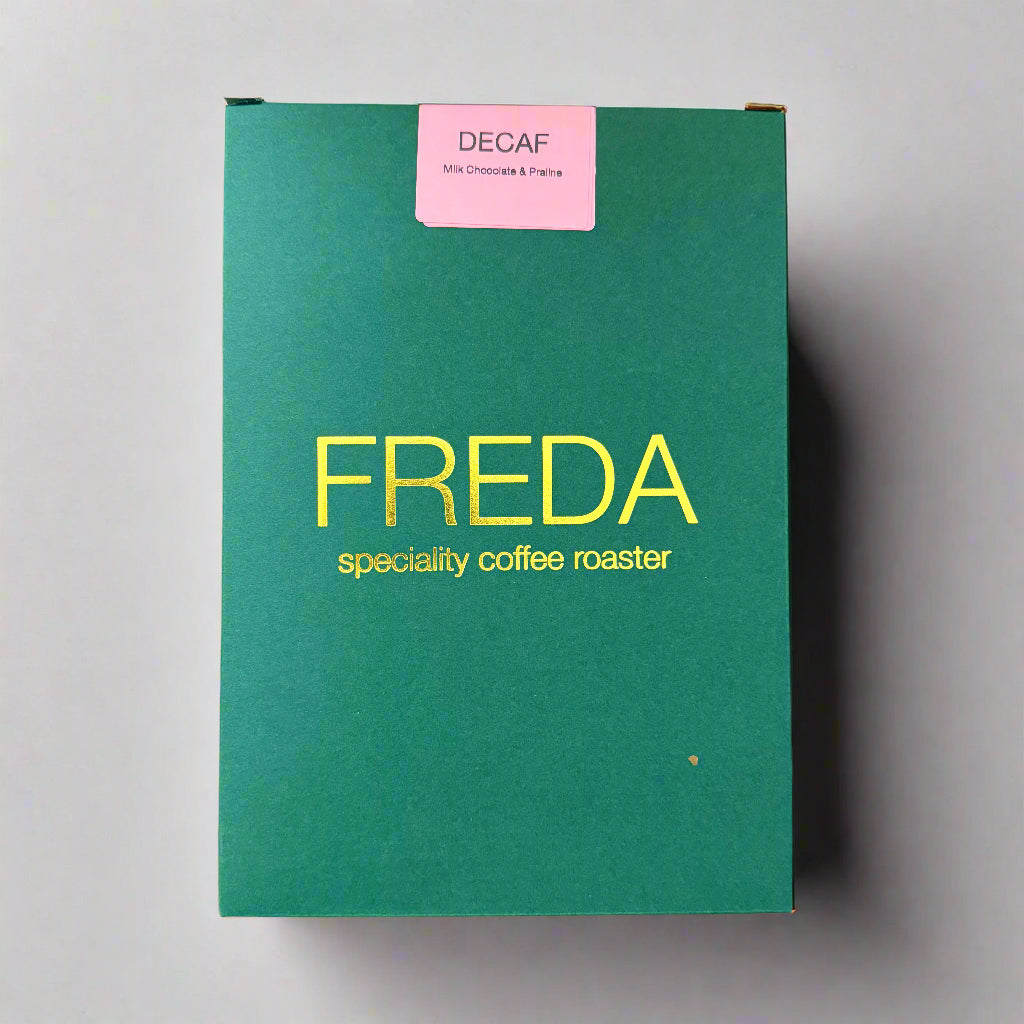 DECAF
Milk Chocolate & Praline
FREDA
speciality coffee roaster